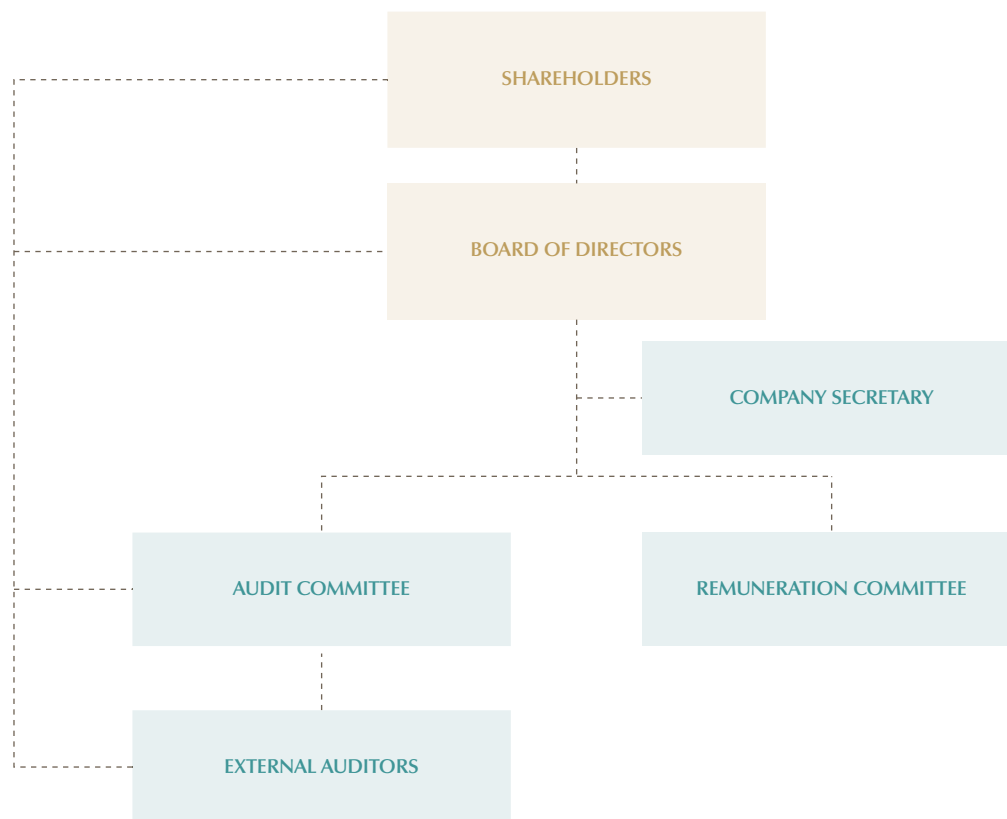 SHAREHOLDERS
BOARD OF DIRECTORS
COMPANY SECRETARY
AUDIT COMMITTEE
REMUNERATION COMMITTEE
EXTERNAL AUDITORS